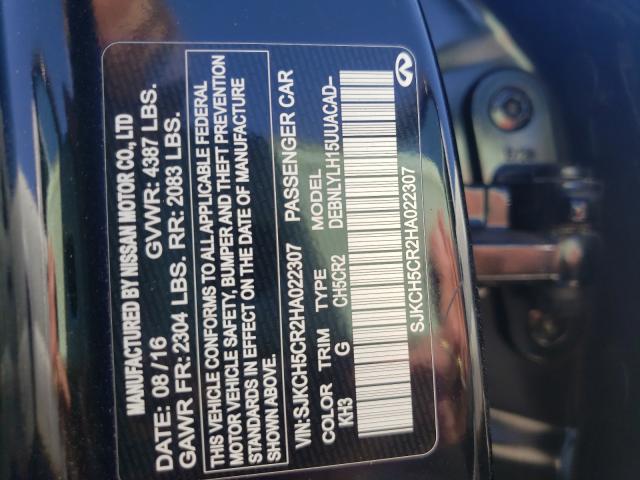 MANUFACTURED BY NISSAN MOTOR CO., LTD
DATE: 08/16 GVWR: 4387 LBS.
GAWR FR: 2304 LBS. RR: 2083 LBS.
THIS VEHICLE CONFORMS TO ALL APPLICABLE FEDERAL
MOTOR VEHICLE SAFETY, BUMPER AND THEFT PREVENTION
STANDARDS IN EFFECT ON THE DATE OF MANUFACTURE
SHOWN ABOVE.
VIN: SJKCH5CR2HA022307 PASSENGER CAR
COLOR TRIM TYPE MODEL
KH3 G CH5CR2 DEBNLYLH15UUACAD-
SJKCH5CR2HA022307